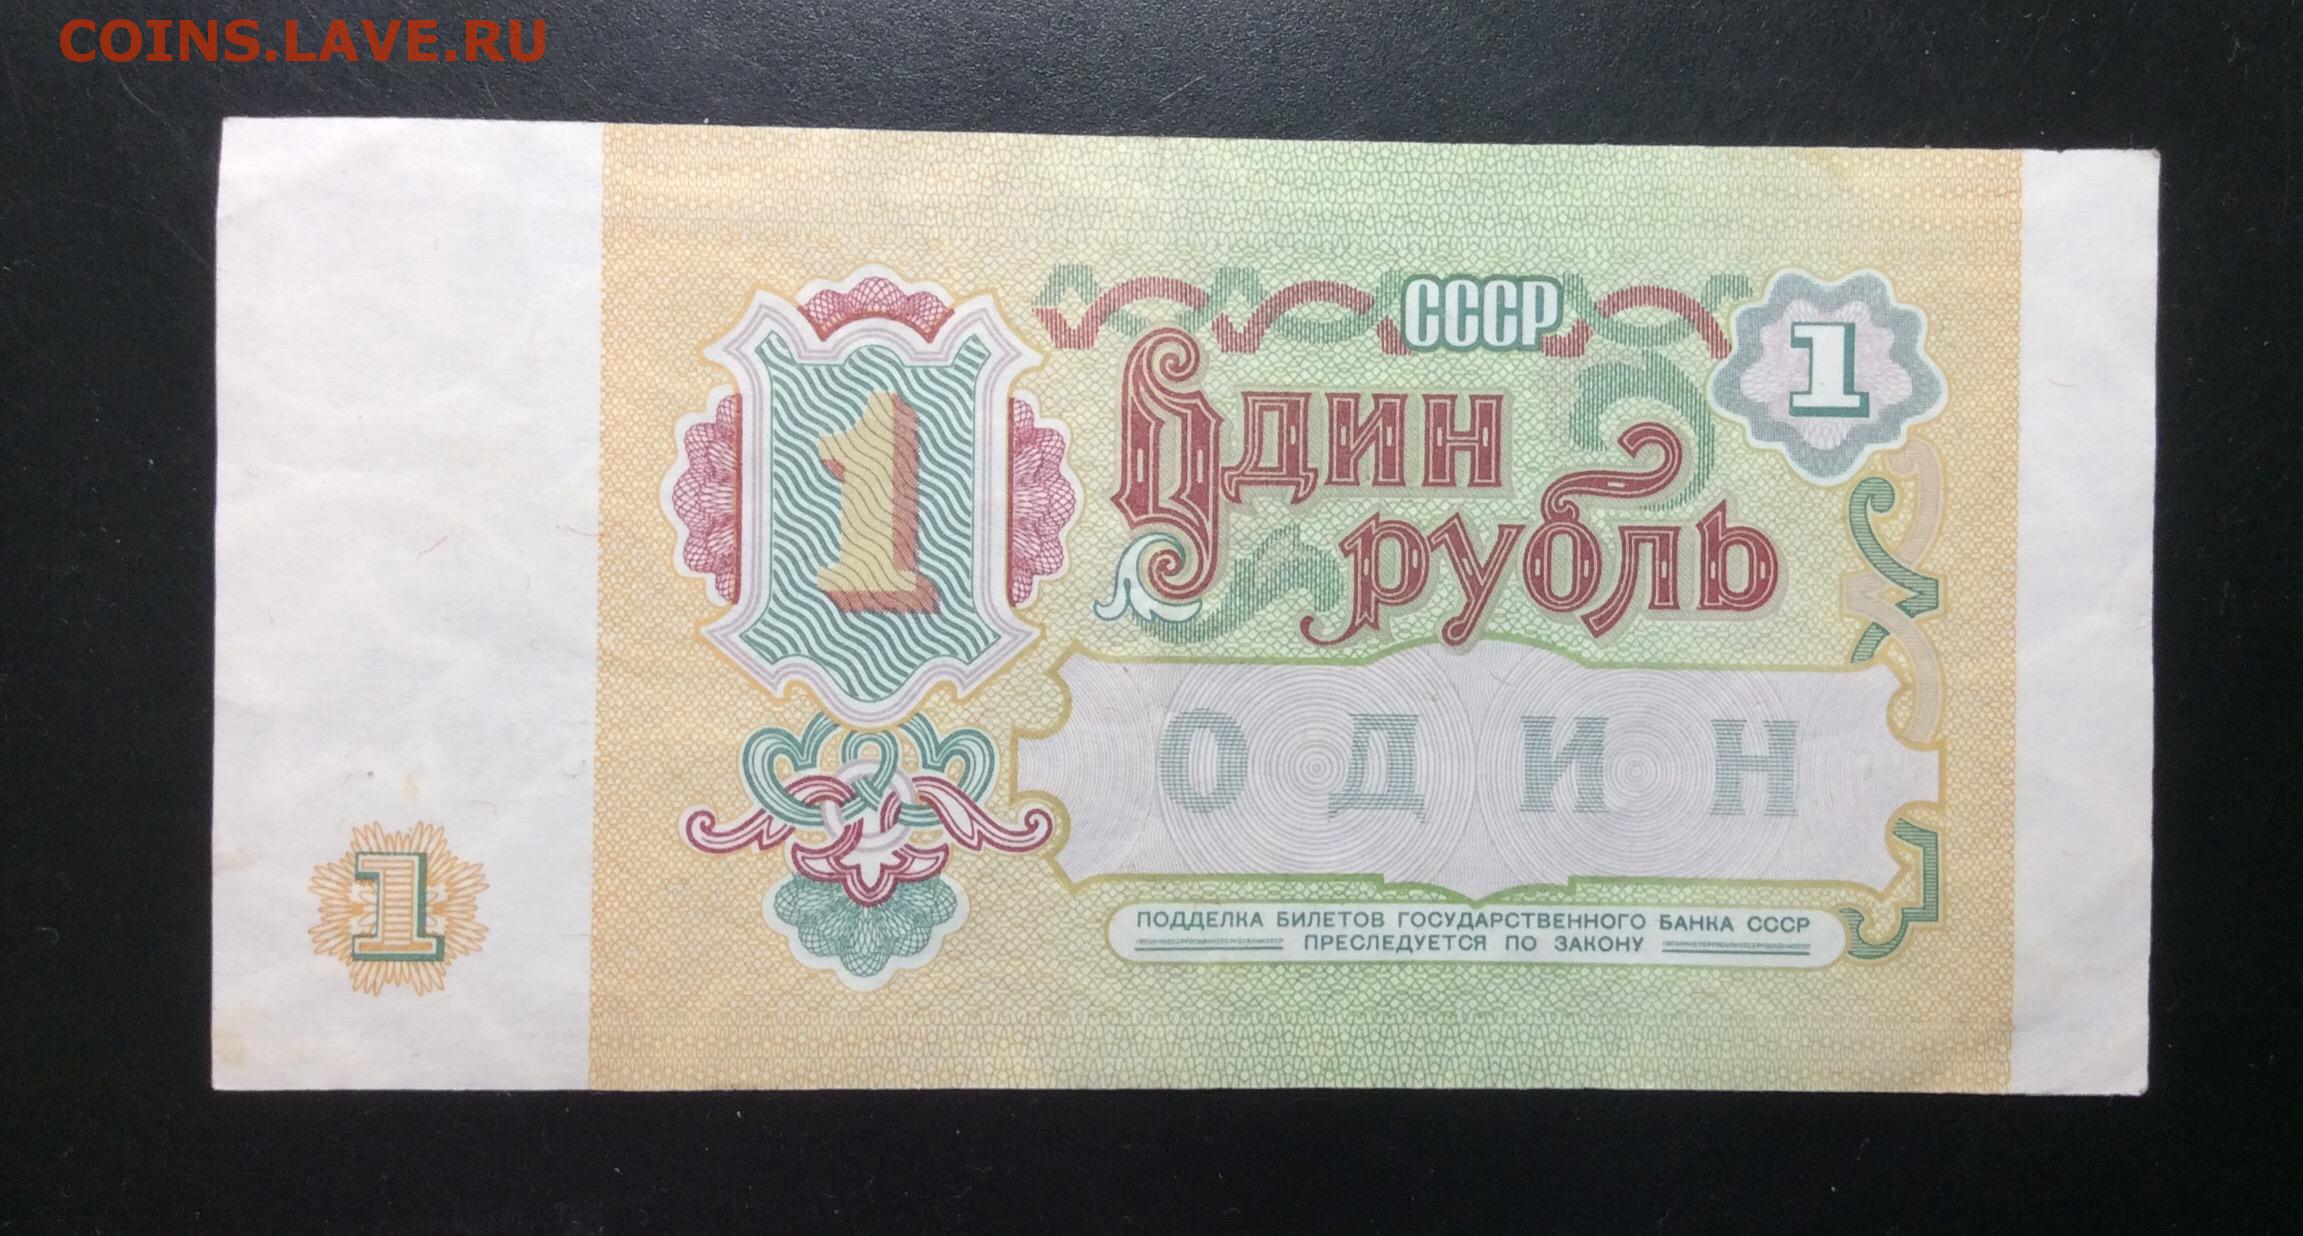 COINS.LAVE.RU
СССР
1
1
Один
рубль
ОДИН
1
ПОДДЕЛКА БИЛЕТОВ ГОСУДАРСТВЕННОГО БАНКА СССР
ПРЕСЛЕДУЕТСЯ ПО ЗАКОНУ